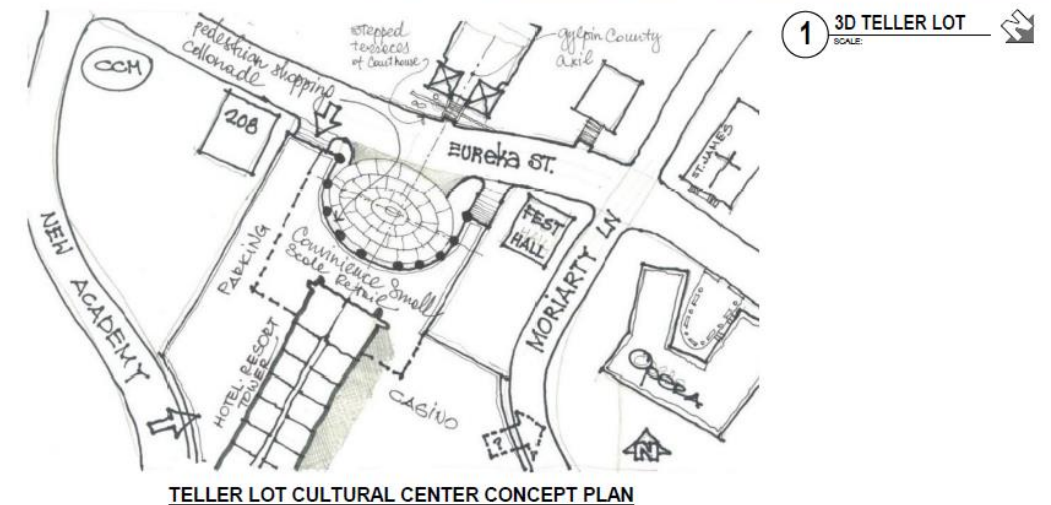 1
3D TELLER LOT
SCALE:
Pedestrian shopping
collonade
stepped
terraces
of Courthouse
gylpin County
axil
CCM
208
EUREKA ST.
ST. JAMES
FEST
HALL
Convinience Small
Scale Retail
PARKING
NEW ACADEMY
MORIARTY LN
HOTEL: RESORT
TOWER
CASINO
OPERA
?
N
TELLER LOT CULTURAL CENTER CONCEPT PLAN